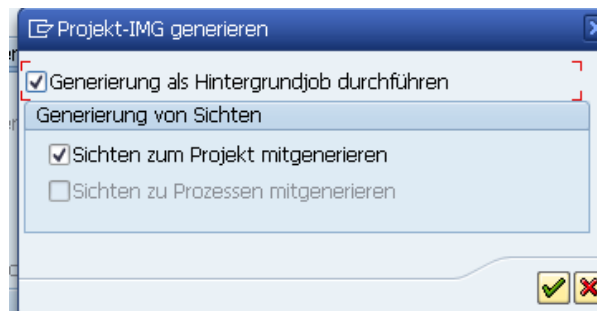 Projekt-IMG generieren
Generierung als Hintergrundjob durchführen
Generierung von Sichten
Sichten zum Projekt mitgenerieren
Sichten zu Prozessen mitgenerieren